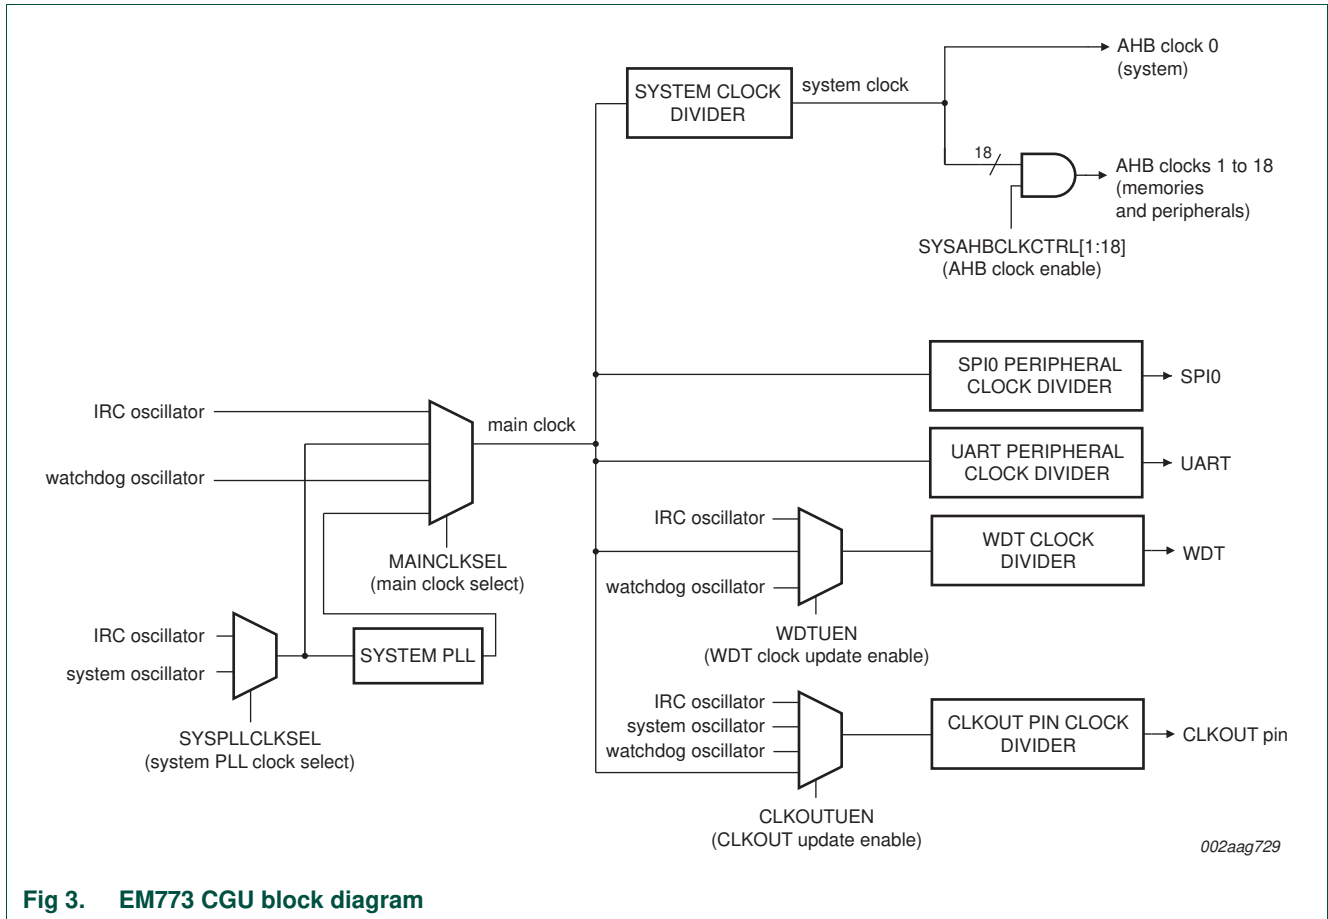 AHB clock 0
(system)
SYSTEM CLOCK
DIVIDER
system clock
18
AHB clocks 1 to 18
(memories
and peripherals)
SYSAHBCLKCTRL[1:18]
(AHB clock enable)
SPI0 PERIPHERAL
CLOCK DIVIDER
SPI0
IRC oscillator
main clock
UART PERIPHERAL
CLOCK DIVIDER
UART
watchdog oscillator
MAINCLKSEL
(main clock select)
IRC oscillator
watchdog oscillator
WDT CLOCK
DIVIDER
WDT
WDTUEN
(WDT clock update enable)
IRC oscillator
system oscillator
SYSTEM PLL
SYSPLLCLKSEL
(system PLL clock select)
IRC oscillator
system oscillator
watchdog oscillator
CLKOUT PIN CLOCK
DIVIDER
CLKOUT pin
CLKOUTUEN
(CLKOUT update enable)
002aag729
Fig 3. EM773 CGU block diagram